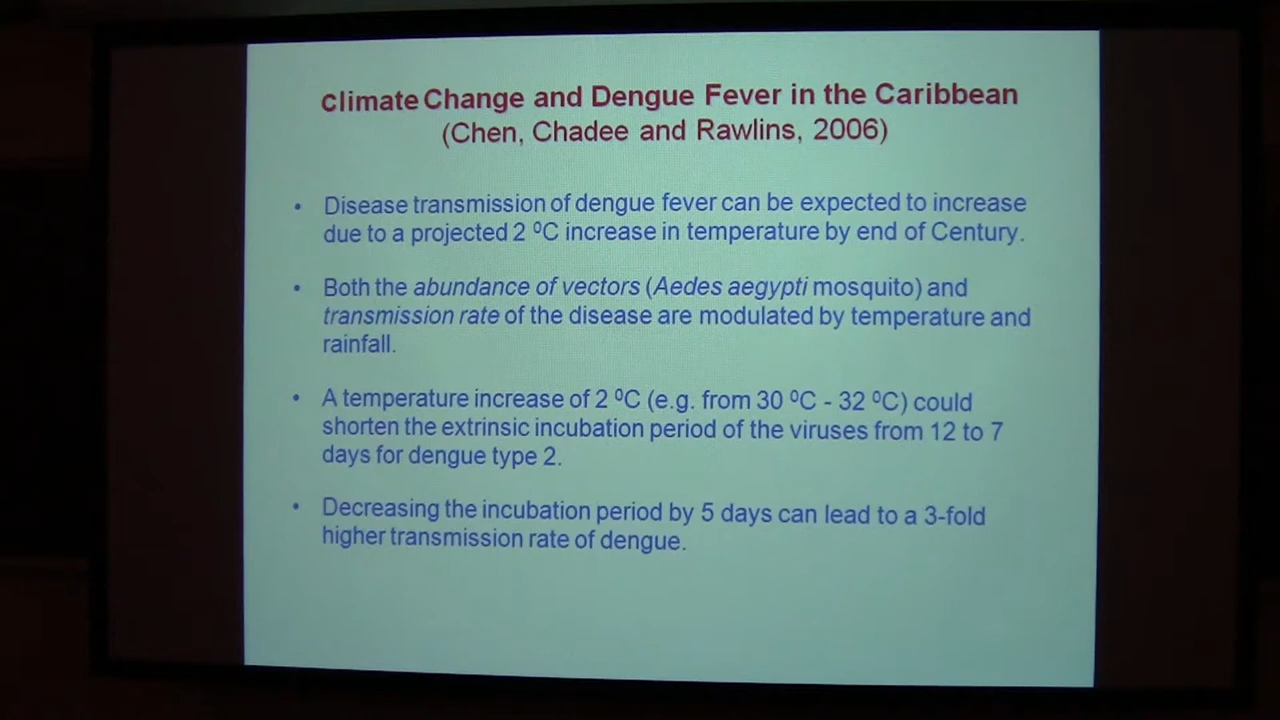 Climate Change and Dengue Fever in the Caribbean
(Chen, Chadee and Rawlins, 2006)
• Disease transmission of dengue fever can be expected to increase
due to a projected 2 ⁰C increase in temperature by end of Century.
• Both the abundance of vectors (Aedes aegypti mosquito) and
transmission rate of the disease are modulated by temperature and
rainfall.
• A temperature increase of 2 ⁰C (e.g. from 30 ⁰C - 32 ⁰C) could
shorten the extrinsic incubation period of the viruses from 12 to 7
days for dengue type 2.
• Decreasing the incubation period by 5 days can lead to a 3-fold
higher transmission rate of dengue.